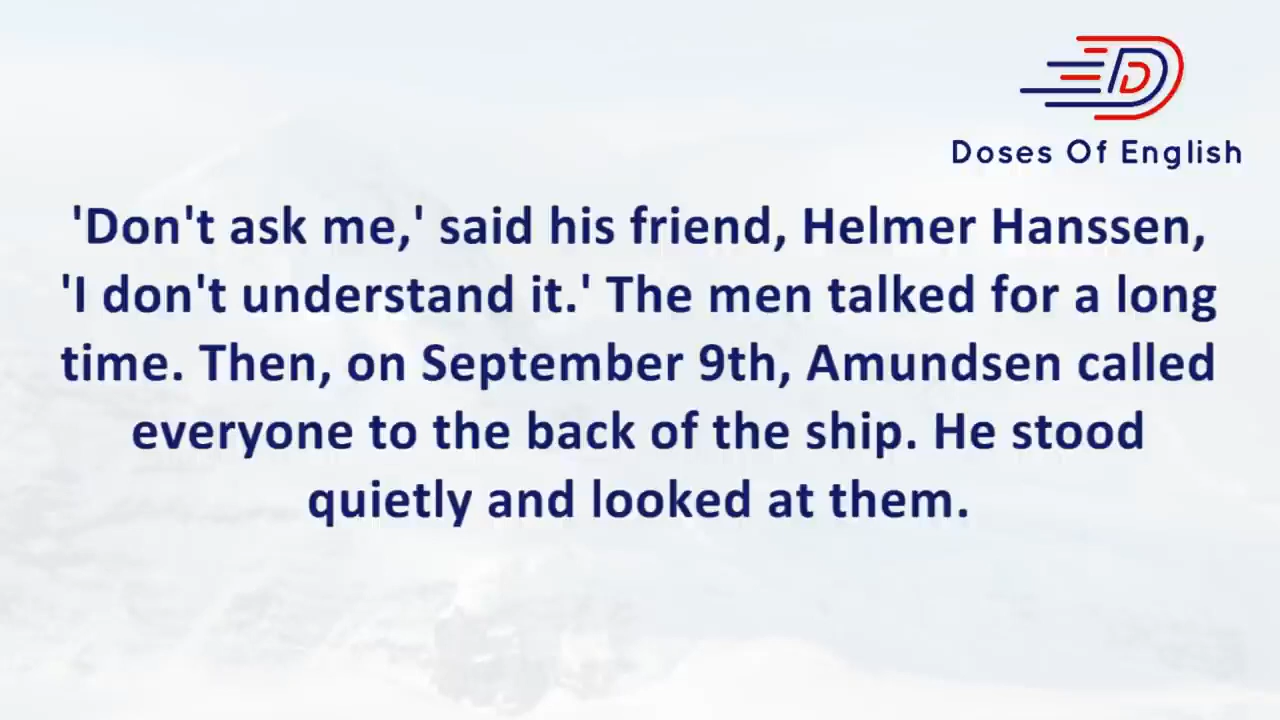 Doses Of English
'Don't ask me,' said his friend, Helmer Hanssen,
'I don't understand it.' The men talked for a long
time. Then, on September 9th, Amundsen called
everyone to the back of the ship. He stood
quietly and looked at them.